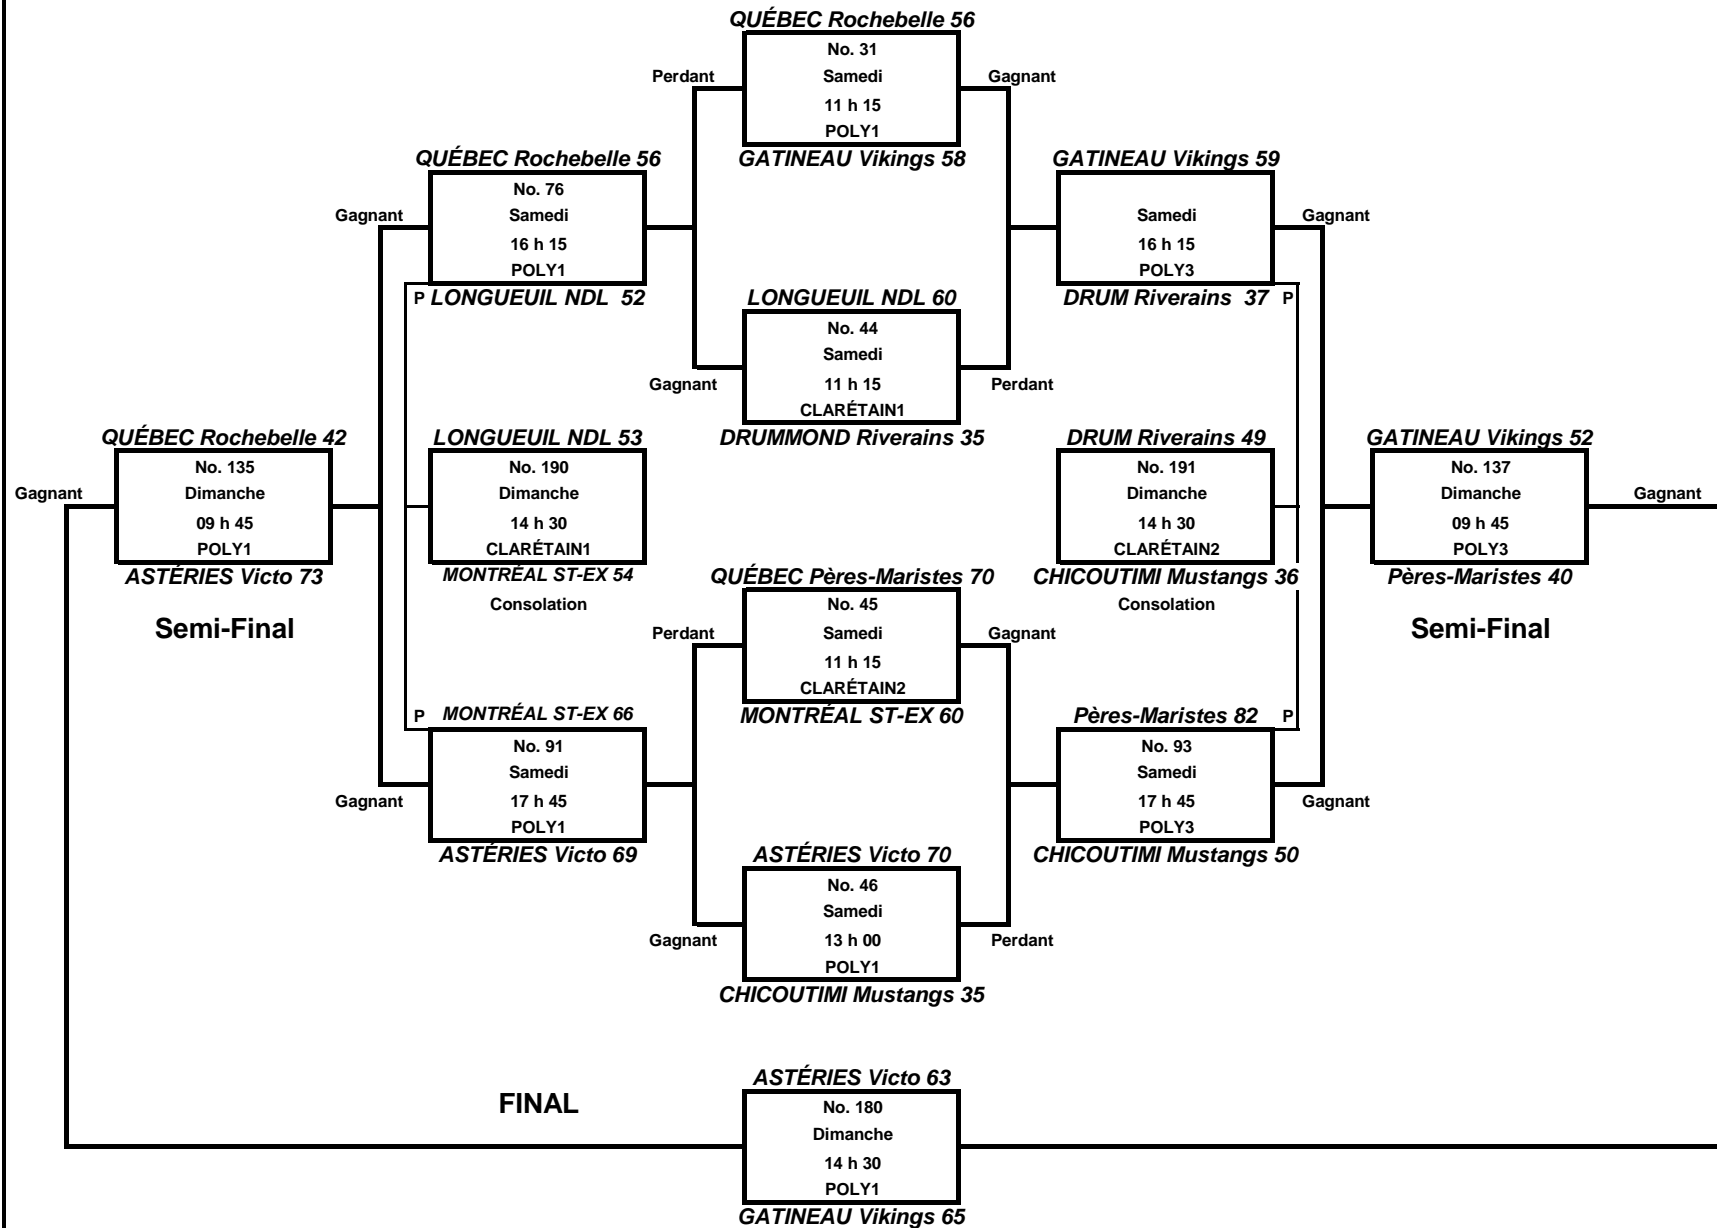 QUÉBEC Rochebelle 56
No. 31
Perdant Samedi Gagnant
11 h 15
POLY1
QUÉBEC Rochebelle 56 GATINEAU Vikings 58 GATINEAU Vikings 59
No. 76
Gagnant Samedi Samedi Gagnant
16 h 15 16 h 15
POLY1 POLY3
P LONGUEUIL NDL 52 LONGUEUIL NDL 60 DRUM Riverains 37 P
No. 44
Samedi
Gagnant 11 h 15 Perdant
CLARÉTAIN1
QUÉBEC Rochebelle 42 LONGUEUIL NDL 53 DRUMMOND Riverains 35 DRUM Riverains 49 GATINEAU Vikings 52
No. 135 No. 190 No. 191 No. 137
Gagnant Dimanche Dimanche Dimanche Dimanche Gagnant
09 h 45 14 h 30 14 h 30 09 h 45
POLY1 CLARÉTAIN1 CLARÉTAIN2 POLY3
ASTÉRIES Victo 73 MONTRÉAL ST-EX 54 QUÉBEC Pères-Maristes 70 CHICOUTIMI Mustangs 36 Pères-Maristes 40
Consolation No. 45 Consolation
Semi-Final Perdant Samedi Gagnant Semi-Final
11 h 15
CLARÉTAIN2
P MONTRÉAL ST-EX 66 MONTRÉAL ST-EX 60 Pères-Maristes 82 P
No. 91 No. 93
Samedi Samedi
Gagnant 17 h 45 17 h 45 Gagnant
POLY1 POLY3
ASTÉRIES Victo 69 ASTÉRIES Victo 70 CHICOUTIMI Mustangs 50
No. 46
Samedi
Gagnant 13 h 00 Perdant
POLY1
CHICOUTIMI Mustangs 35
ASTÉRIES Victo 63
FINAL No. 180
Dimanche
14 h 30
POLY1
GATINEAU Vikings 65